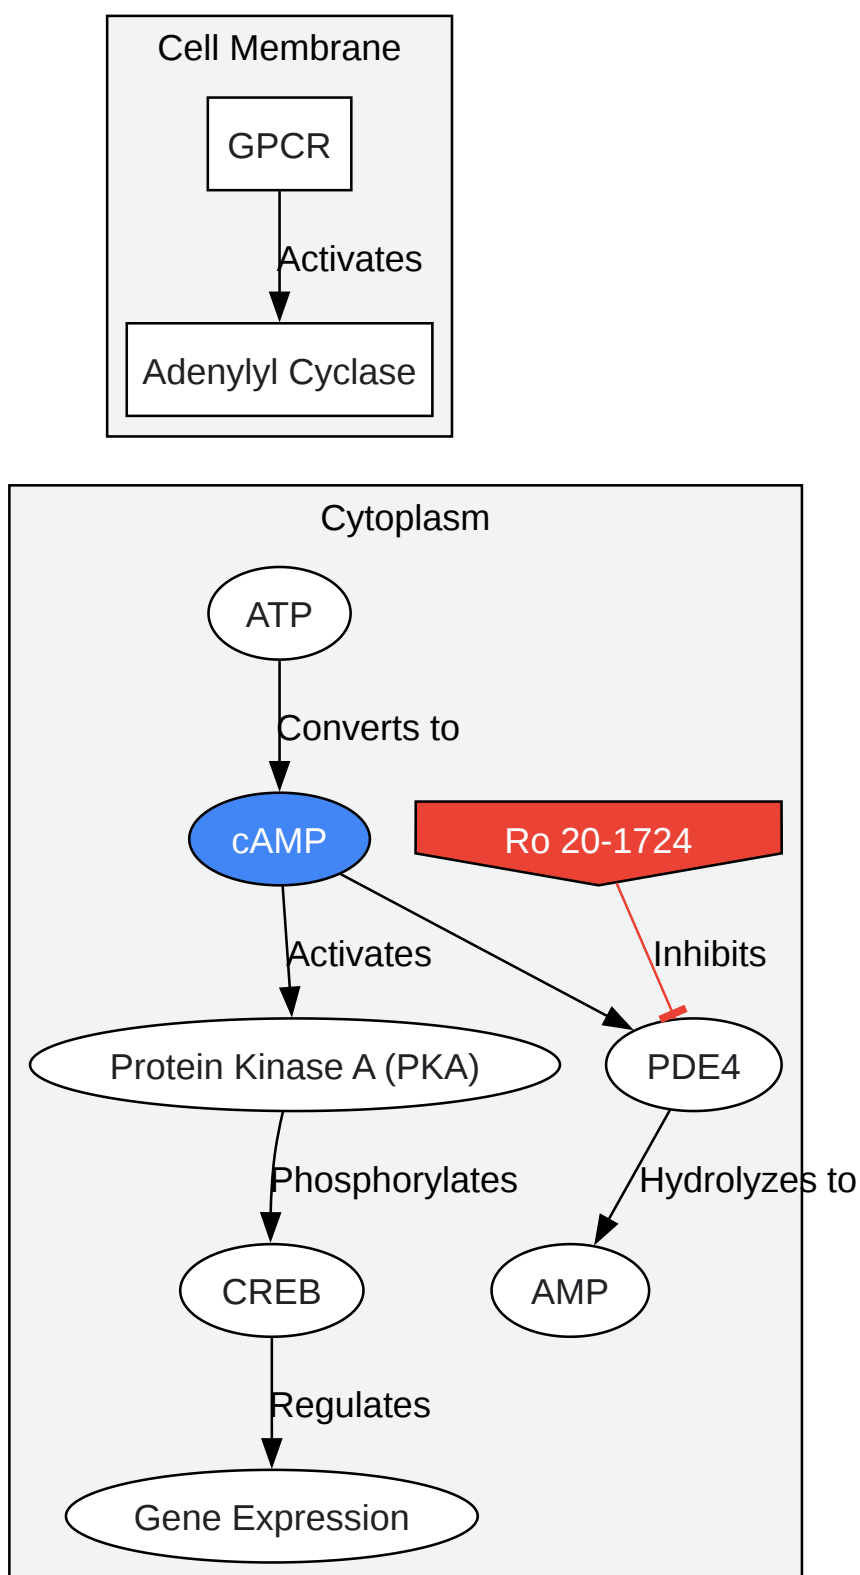 Cell Membrane
GPCR
Activates
Adenylyl Cyclase
Cytoplasm
ATP
Converts to
cAMP
Ro 20-1724
Activates
Inhibits
Protein Kinase A (PKA)
PDE4
Phosphorylates
Hydrolyzes to
CREB
AMP
Regulates
Gene Expression